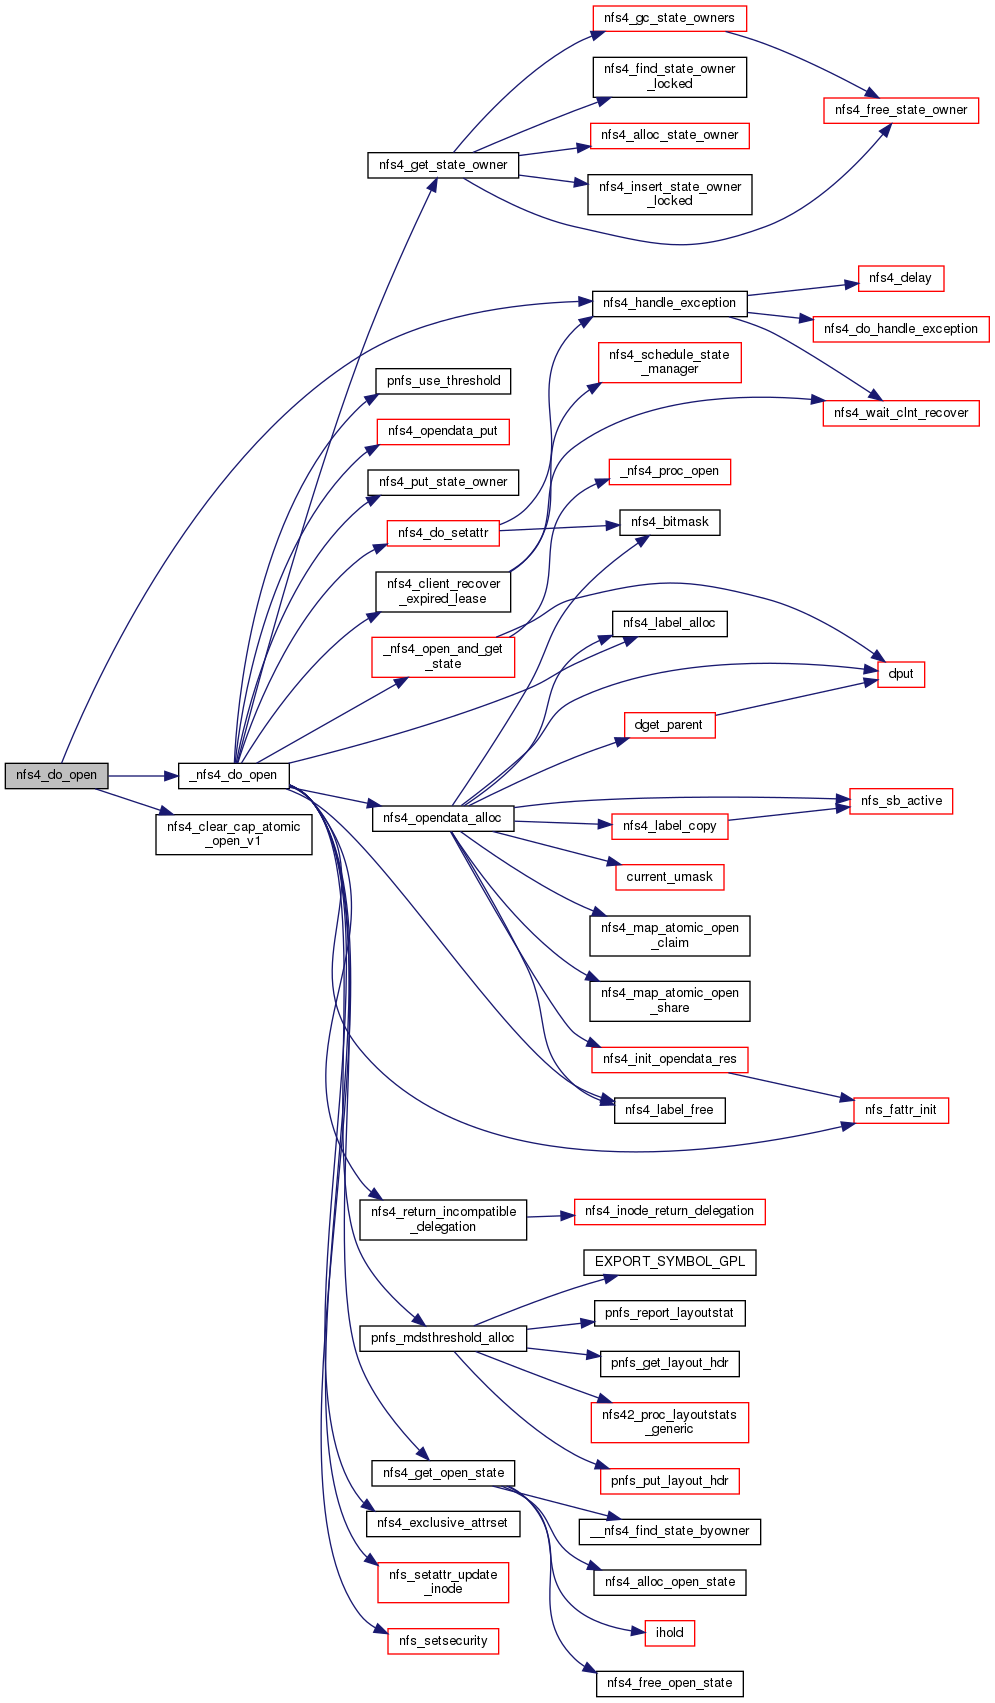 nfs4_gc_state_owners
nfs4_find_state_owner
_locked
nfs4_free_state_owner
nfs4_alloc_state_owner
nfs4_get_state_owner
nfs4_insert_state_owner
_locked
nfs4_delay
nfs4_handle_exception
nfs4_do_handle_exception
nfs4_schedule_state
_manager
pnfs_use_threshold
nfs4_wait_clnt_recover
nfs4_opendata_put
_nfs4_proc_open
nfs4_put_state_owner
nfs4_bitmask
nfs4_do_setattr
nfs4_client_recover
_expired_lease
nfs4_label_alloc
_nfs4_open_and_get
_state
dput
dget_parent
nfs4_do_open
_nfs4_do_open
nfs_sb_active
nfs4_opendata_alloc
nfs4_label_copy
nfs4_clear_cap_atomic
_open_v1
current_umask
nfs4_map_atomic_open
_claim
nfs4_map_atomic_open
_share
nfs4_init_opendata_res
nfs4_label_free
nfs_fattr_init
nfs4_return_incompatible
_delegation
nfs4_inode_return_delegation
EXPORT_SYMBOL_GPL
pnfs_report_layoutstat
pnfs_mdsthreshold_alloc
pnfs_get_layout_hdr
nfs42_proc_layoutstats
_generic
nfs4_get_open_state
pnfs_put_layout_hdr
nfs4_exclusive_attrset
__nfs4_find_state_byowner
nfs_setattr_update
_inode
nfs4_alloc_open_state
nfs_setsecurity
ihold
nfs4_free_open_state